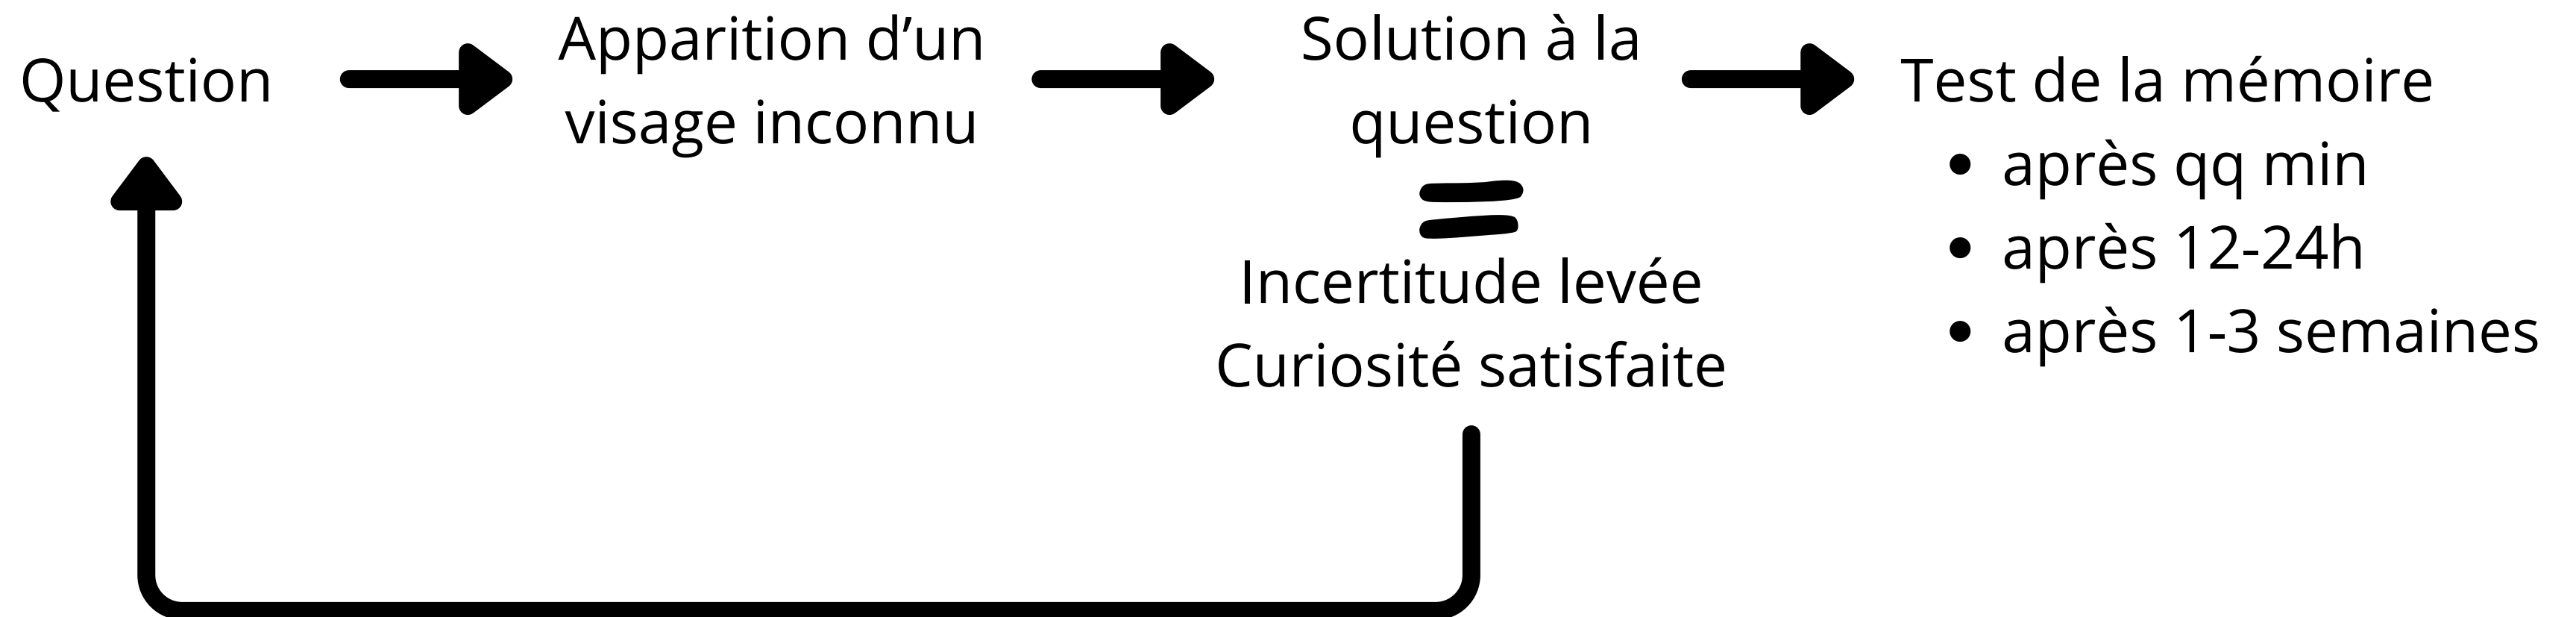 Question
Apparition d’un
visage inconnu
Solution à la
question
=
Incertitude levée
Curiosité satisfaite
Test de la mémoire
• après qq min
• après 12-24h
• après 1-3 semaines